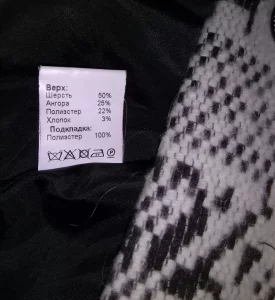 Верх:
Шерсть 50%
Ангора 25%
Полиэстер 22%
Хлопок 3%
Подкладка:
Полиэстер 100%